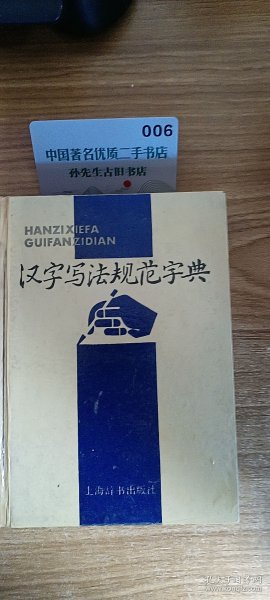 006
中国著名优质二手书店
孙先生古旧书店
HANZIXIEFA
GUIFANZIDIAN
汉字写法规范字典
上海辞书出版社